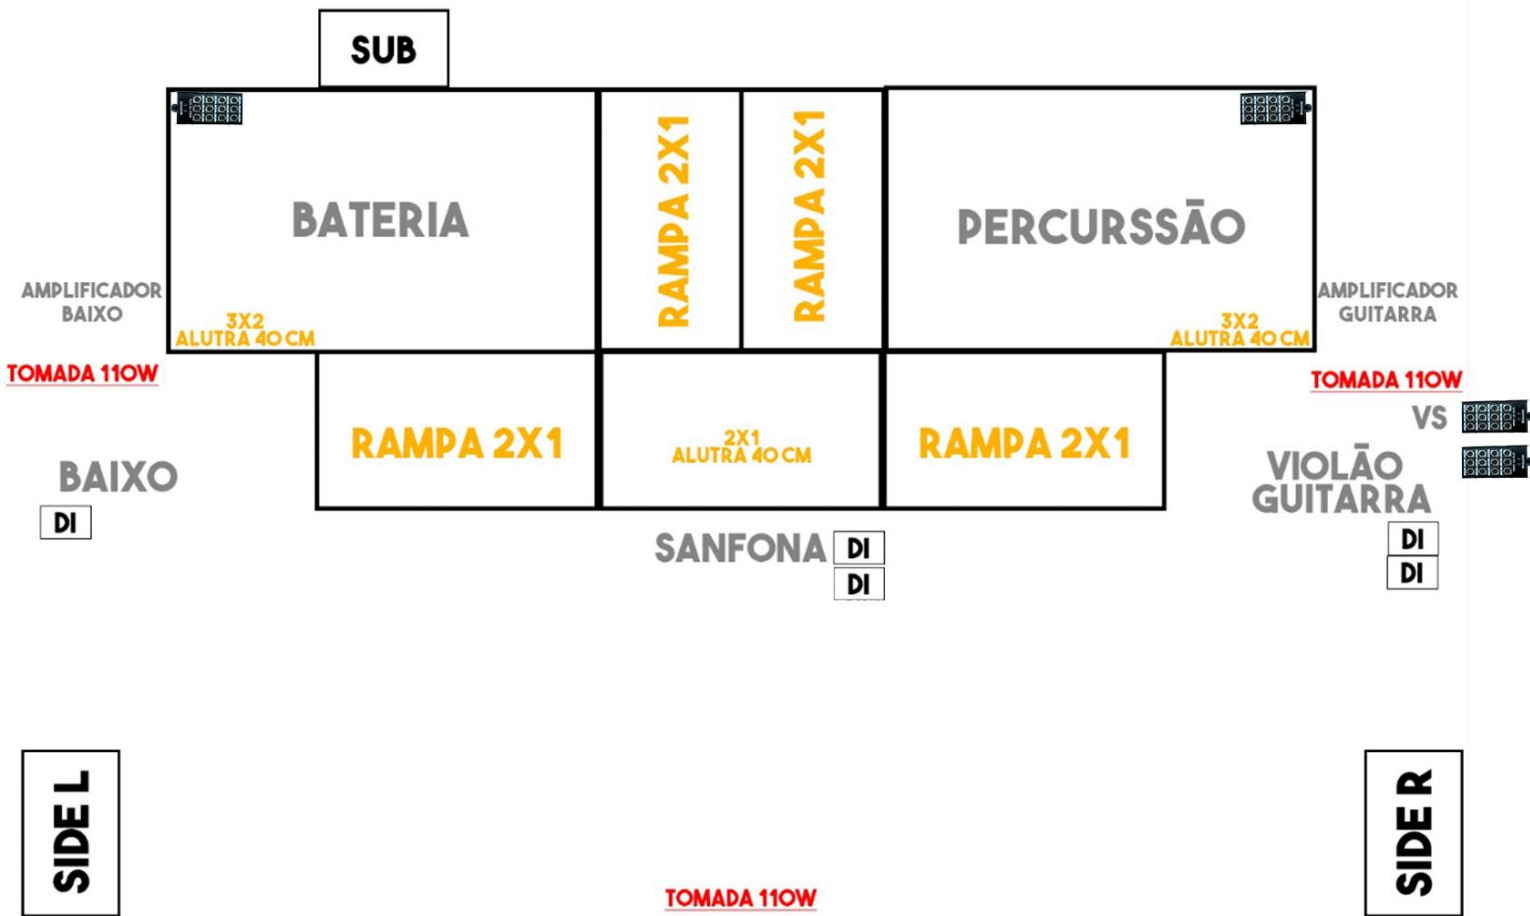 SUB
BATERIA
RAMPA 2X1
RAMPA 2X1
PERCURSSÃO
AMPLIFICADOR
BAIXO
3X2
ALUTRA 40 CM
3X2
ALUTRA 40 CM
AMPLIFICADOR
GUITARRA
TOMADA 110W
TOMADA 110W
RAMPA 2X1
2X1
ALUTRA 40 CM
RAMPA 2X1
VS
BAIXO
DI
VIOLÃO
GUITARRA
DI
DI
SANFONA
DI
DI
SIDE L
SIDE R
TOMADA 110W